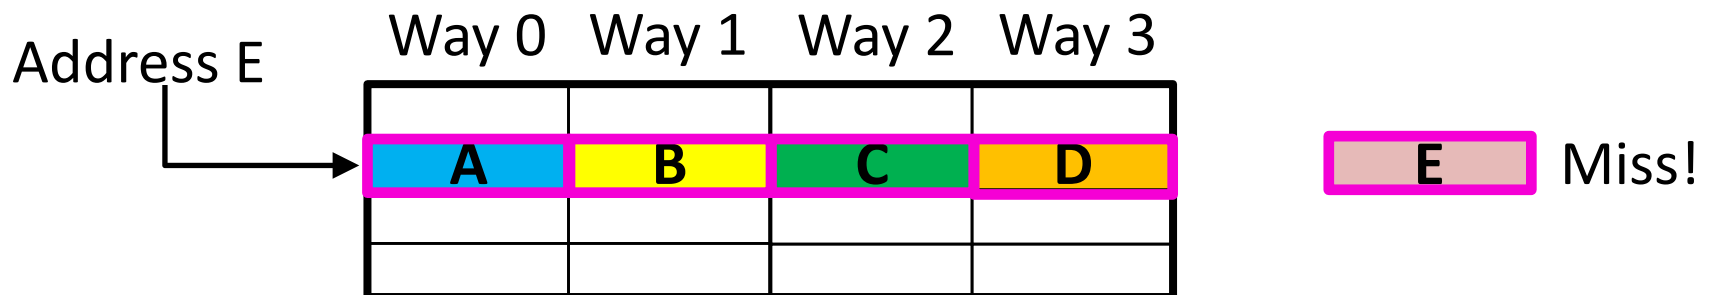 Way 0 Way 1 Way 2 Way 3
Address E
A B C D E Miss!